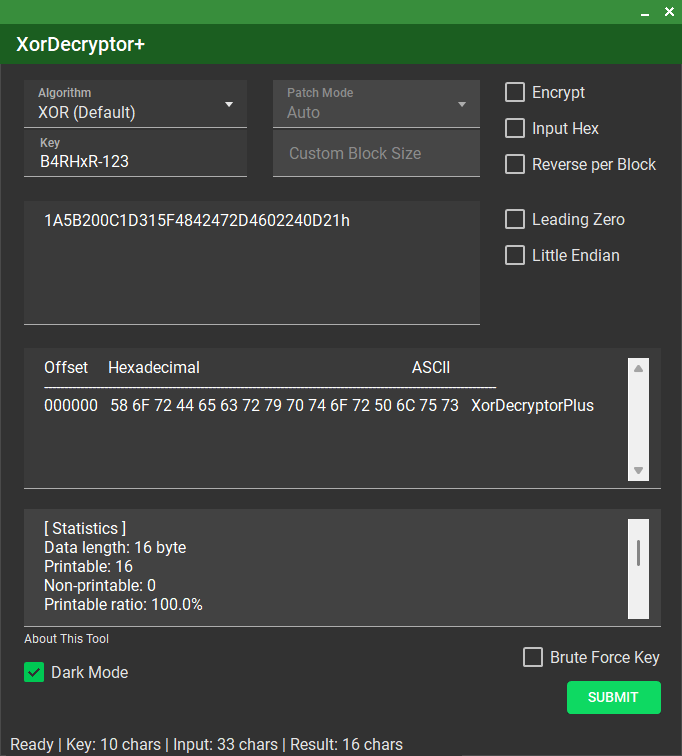 XorDecryptor+
Algorithm
XOR (Default)
Patch Mode
Auto
Encrypt
Key
B4RHxR-123
Custom Block Size
Input Hex
Reverse per Block
1A5B200C1D315F4842472D4602240D21h
Leading Zero
Little Endian
Offset Hexadecimal ASCII
000000 58 6F 72 44 65 63 72 79 70 74 6F 72 50 6C 75 73 XorDecryptorPlus
[ Statistics ]
Data length: 16 byte
Printable: 16
Non-printable: 0
Printable ratio: 100.0%
About This Tool
Dark Mode
Brute Force Key
SUBMIT
Ready | Key: 10 chars | Input: 33 chars | Result: 16 chars